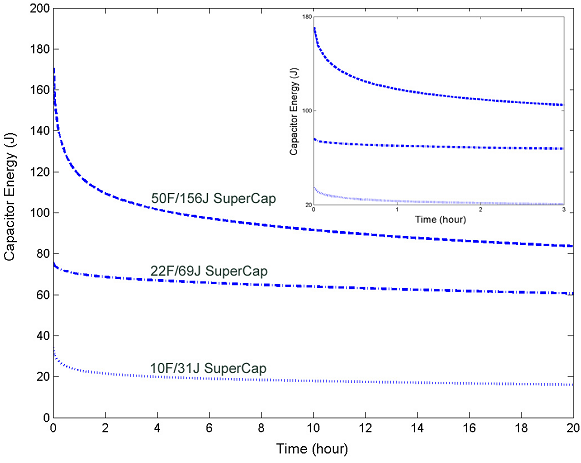 200
180
160
140
120
100
80
60
40
20
0
Capacitor Energy (J)
0 2 4 6 8 10 12 14 16 18 20
Time (hour)
50F/156J SuperCap
22F/69J SuperCap
10F/31J SuperCap
180
100
20
Capacitor Energy (J)
0 1 2 3
Time (hour)